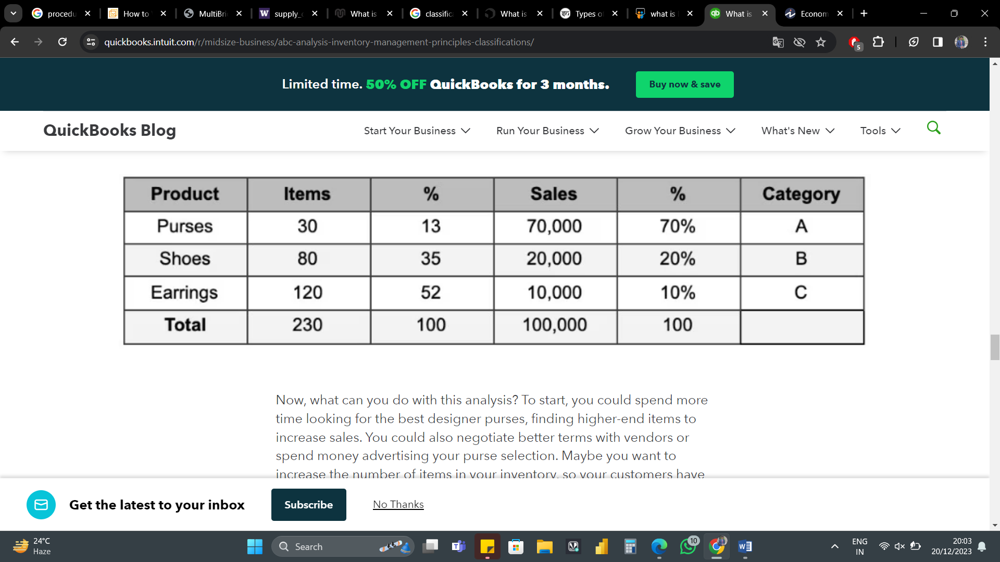 procedu
How to
MultiBri
supply_c
What is
classific
What is
Types o
what is
What is
Econom
quickbooks.intuit.com/r/midsize-business/abc-analysis-inventory-management-principles-classifications/
5
Limited time. 50% OFF QuickBooks for 3 months.
Buy now & save
QuickBooks Blog
Start Your Business
Run Your Business
Grow Your Business
What's New
Tools
Product Items % Sales % Category
Purses 30 13 70,000 70% A
Shoes 80 35 20,000 20% B
Earrings 120 52 10,000 10% C
Total 230 100 100,000 100
Now, what can you do with this analysis? To start, you could spend more
time looking for the best designer purses, finding higher-end items to
increase sales. You could also negotiate better terms with vendors or
spend money advertising your purse selection. Maybe you want to
increase the number of items in your inventory, so your customers have
Get the latest to your inbox
Subscribe
No Thanks
24°C
Haze
Search
10
ENG
IN
20:03
20/12/2023